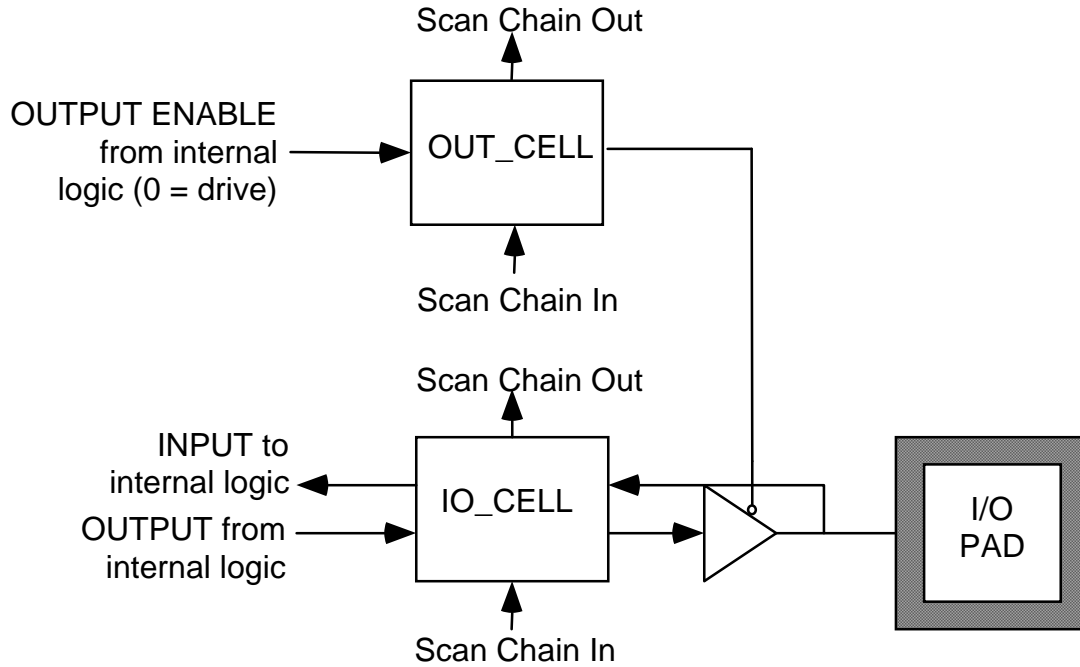 Scan Chain Out
OUTPUT ENABLE
from internal
logic (0 = drive)
OUT_CELL
Scan Chain In
Scan Chain Out
INPUT to
internal logic
OUTPUT from
internal logic
IO_CELL
I/O
PAD
Scan Chain In